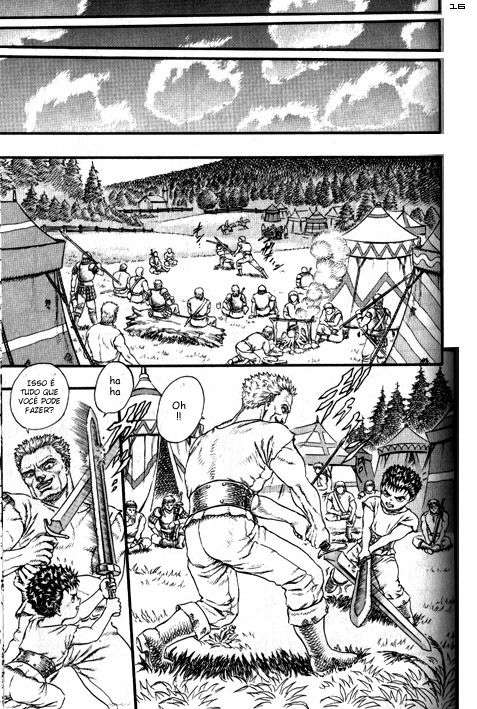 16
ISSO É
TUDO QUE
VOCÊ PODE
FAZER?
ha
ha
Oh
!!